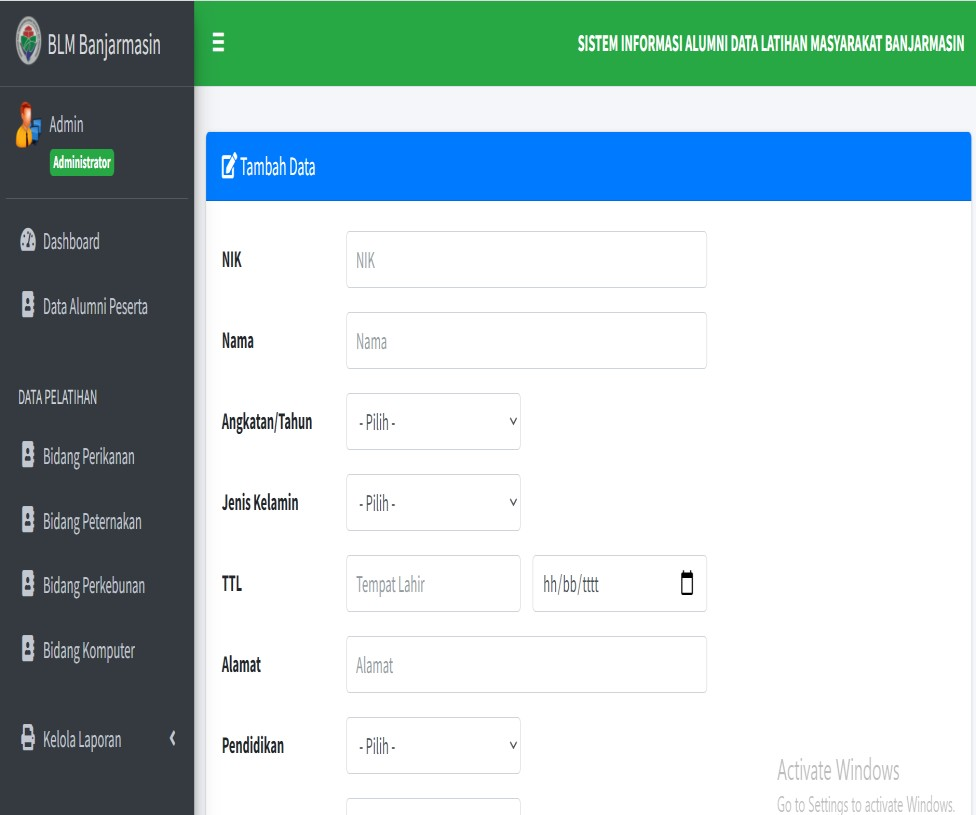 BLM Banjarmasin
SISTEM INFORMASI ALUMNI DATA LATIHAN MASYARAKAT BANJARMASIN
Admin
Administrator
Dashboard
Data Alumni Peserta
DATA PELATIHAN
Bidang Perikanan
Bidang Peternakan
Bidang Perkebunan
Bidang Komputer
Kelola Laporan
Tambah Data
NIK NIK
Nama Nama
Angkatan/Tahun - Pilih -
Jenis Kelamin - Pilih -
TTL Tempat Lahir hh/bb/tttt
Alamat Alamat
Pendidikan - Pilih -
Activate Windows
Go to Settings to activate Windows.